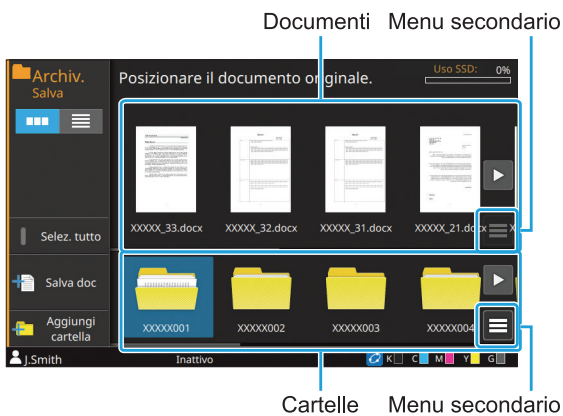 Documenti Menu secondario
Archiv.
Salva
Posizionare il documento originale.
Uso SSD: 0%
XXXXX_33.docx XXXXX_32.docx XXXXX_31.docx XXXXX_21.docx X
Selez. tutto
Salva doc
Aggiungi
cartella
XXXXX001 XXXXX002 XXXXX003 XXXXX004
J.Smith Inattivo K C M Y G
Cartelle Menu secondario